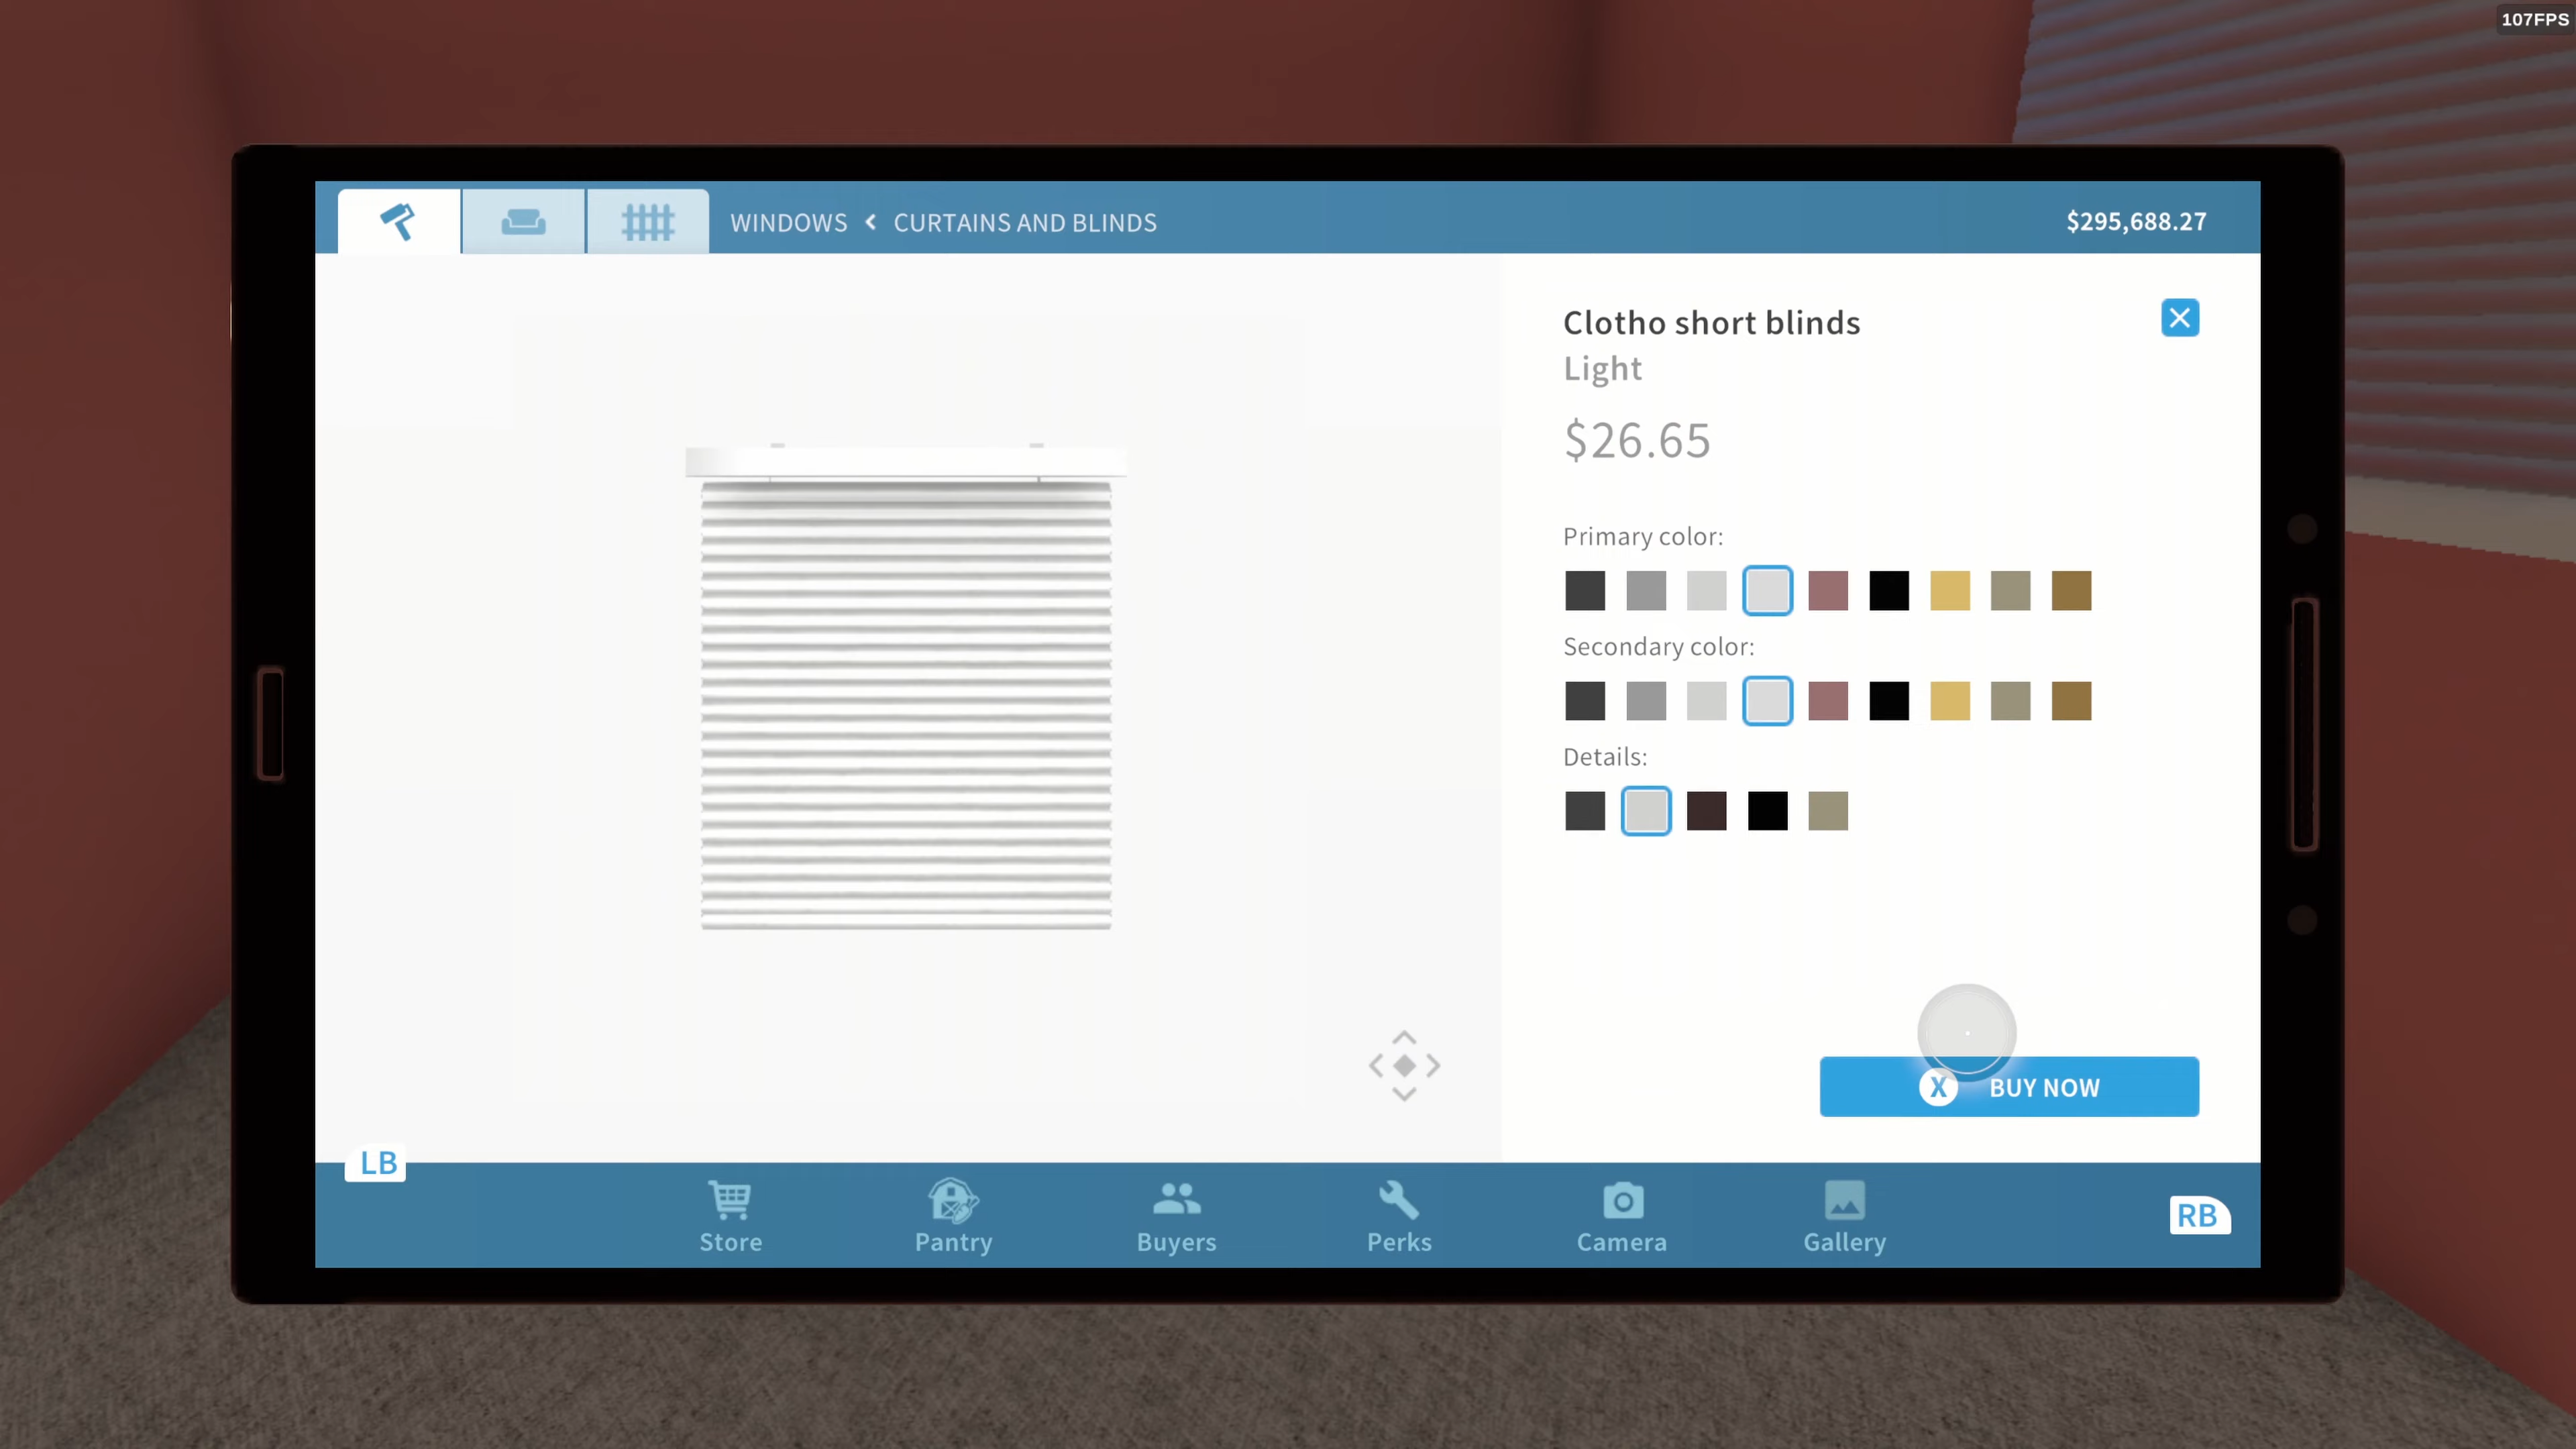 107FPS
WINDOWS < CURTAINS AND BLINDS
$295,688.27
Clotho short blinds
Light
$26.65
Primary color:
Secondary color:
Details:
X BUY NOW
LB
Store
Pantry
Buyers
Perks
Camera
Gallery
RB